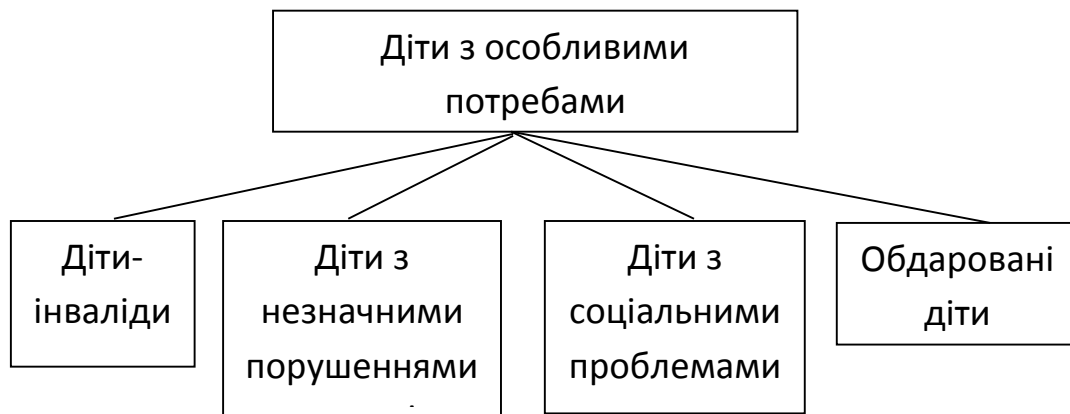 Діти з особливими
потребами
Діти-
інваліди
Діти з
незначними
порушеннями
Діти з
соціальними
проблемами
Обдаровані
діти